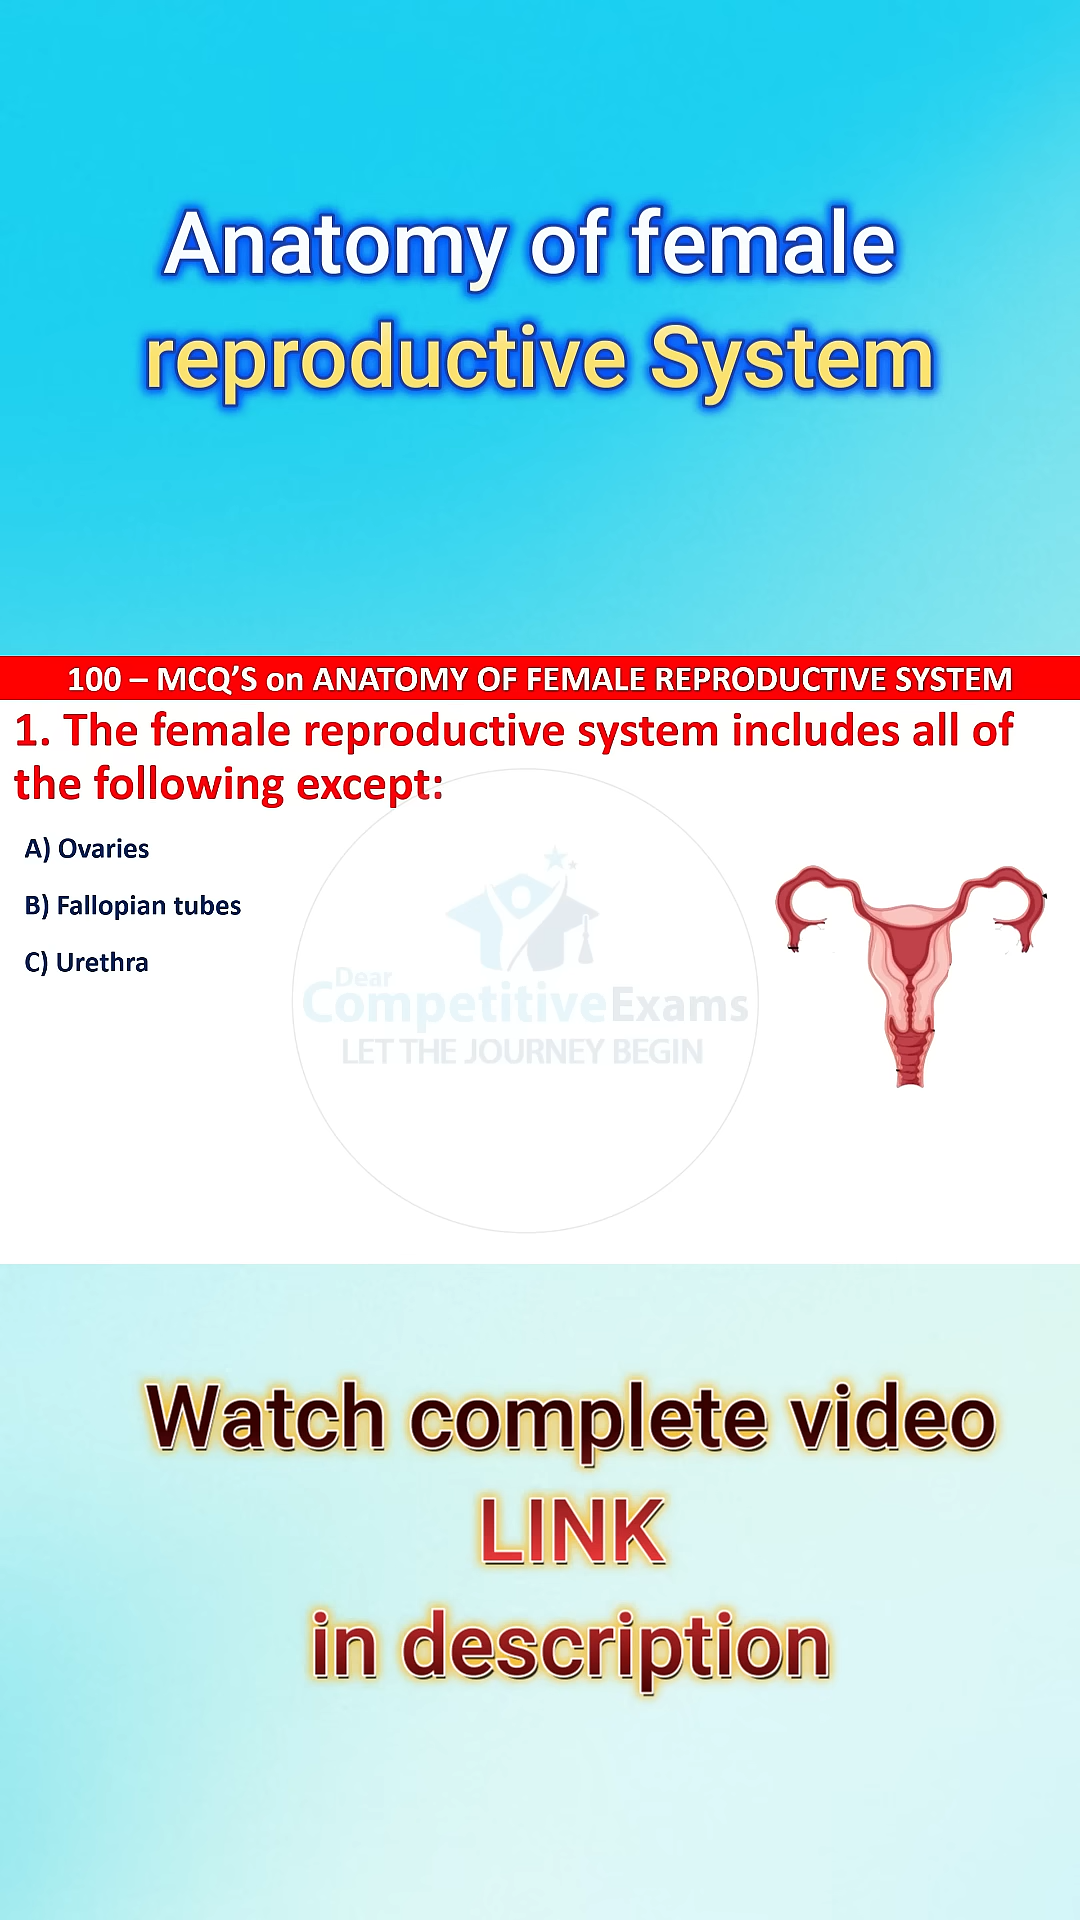 Anatomy of female
reproductive System
100 – MCQ’S on ANATOMY OF FEMALE REPRODUCTIVE SYSTEM
1. The female reproductive system includes all of
the following except:
A) Ovaries
B) Fallopian tubes
C) Urethra
Dear
CompetitiveExams
LET THE JOURNEY BEGIN
Watch complete video
LINK
in description